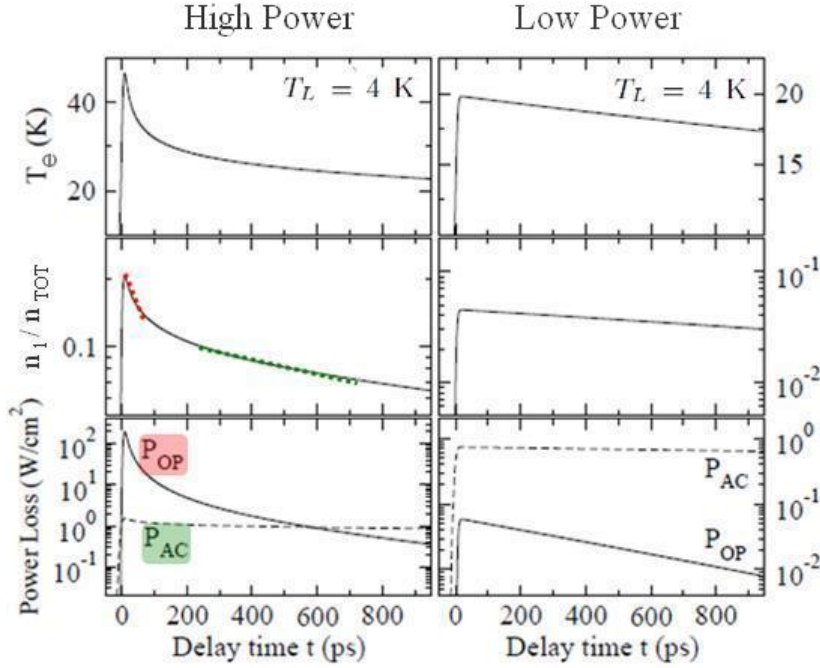 High Power
Low Power
T_e (K)
40
20
T_L = 4 K
T_L = 4 K
20
15
n_1 / n_TOT
0.1
10^-1
10^-2
Power Loss (W/cm^2)
10^2
10^1
10^0
10^-1
P_OP
P_AC
P_AC
P_OP
10^0
10^-1
10^-2
0 200 400 600 800
0 200 400 600 800
Delay time t (ps)
Delay time t (ps)